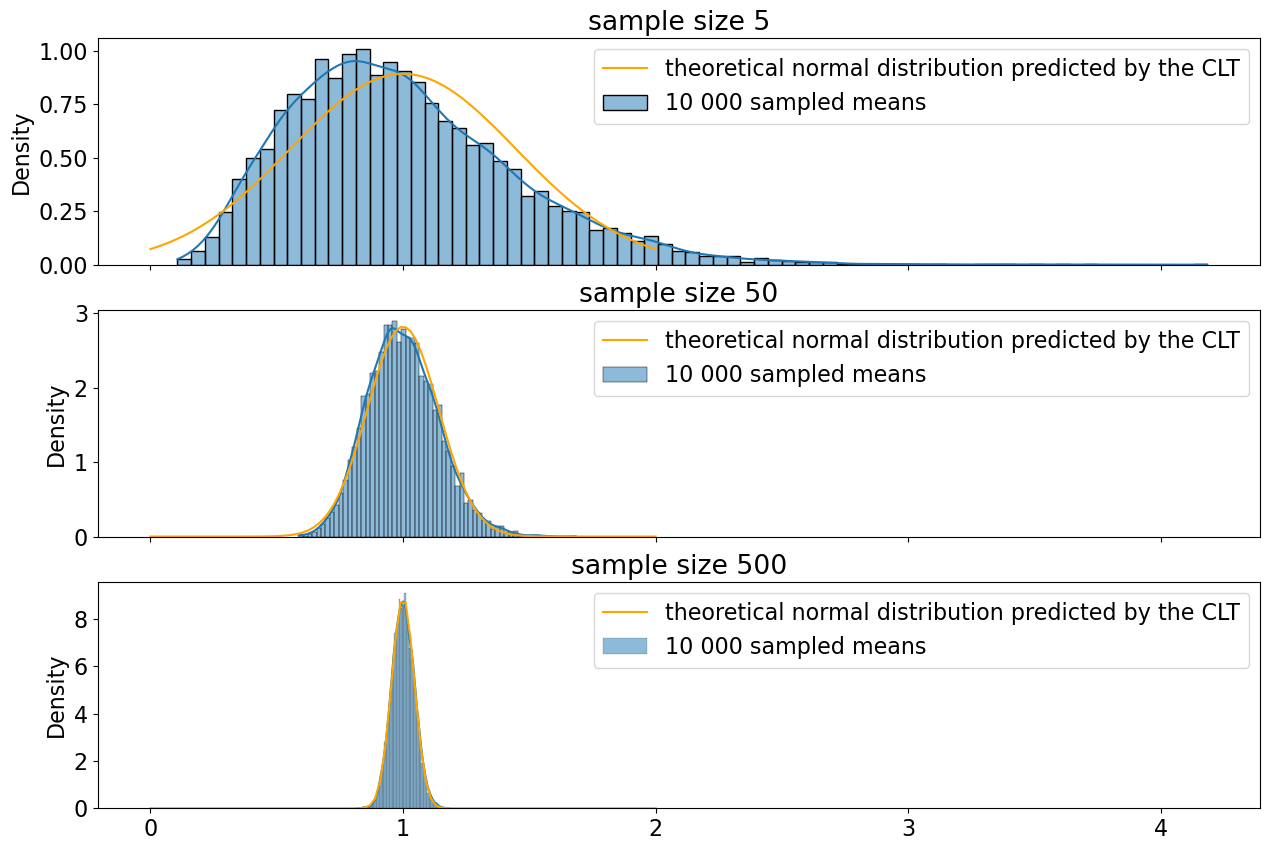 sample size 5
theoretical normal distribution predicted by the CLT
10 000 sampled means
Density
1.00
0.75
0.50
0.25
0.00
sample size 50
theoretical normal distribution predicted by the CLT
10 000 sampled means
Density
3
2
1
0
sample size 500
theoretical normal distribution predicted by the CLT
10 000 sampled means
Density
8
6
4
2
0
0 1 2 3 4